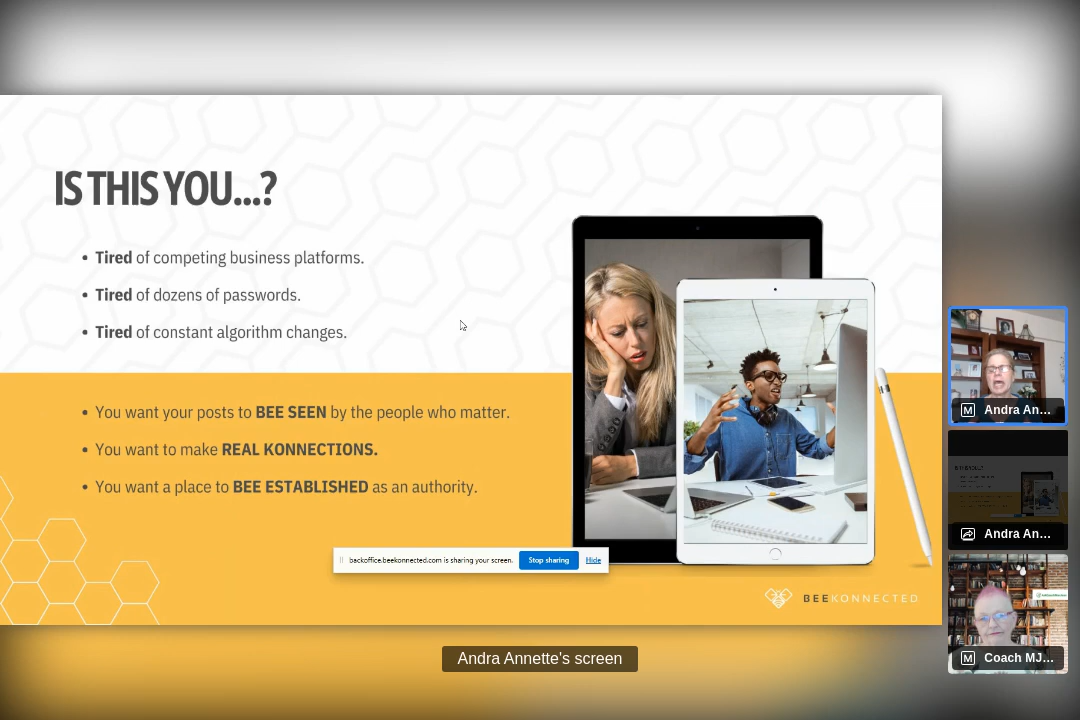 IS THIS YOU...?
• Tired of competing business platforms.
• Tired of dozens of passwords.
• Tired of constant algorithm changes.
• You want your posts to BEE SEEN by the people who matter.
• You want to make REAL KONNECTIONS.
• You want a place to BEE ESTABLISHED as an authority.
backoffice.beekonnected.com is sharing your screen. Stop sharing Hide
BEEKONNECTED
Andra Annette's screen
M Andra An...
Andra An...
M Coach MJ...